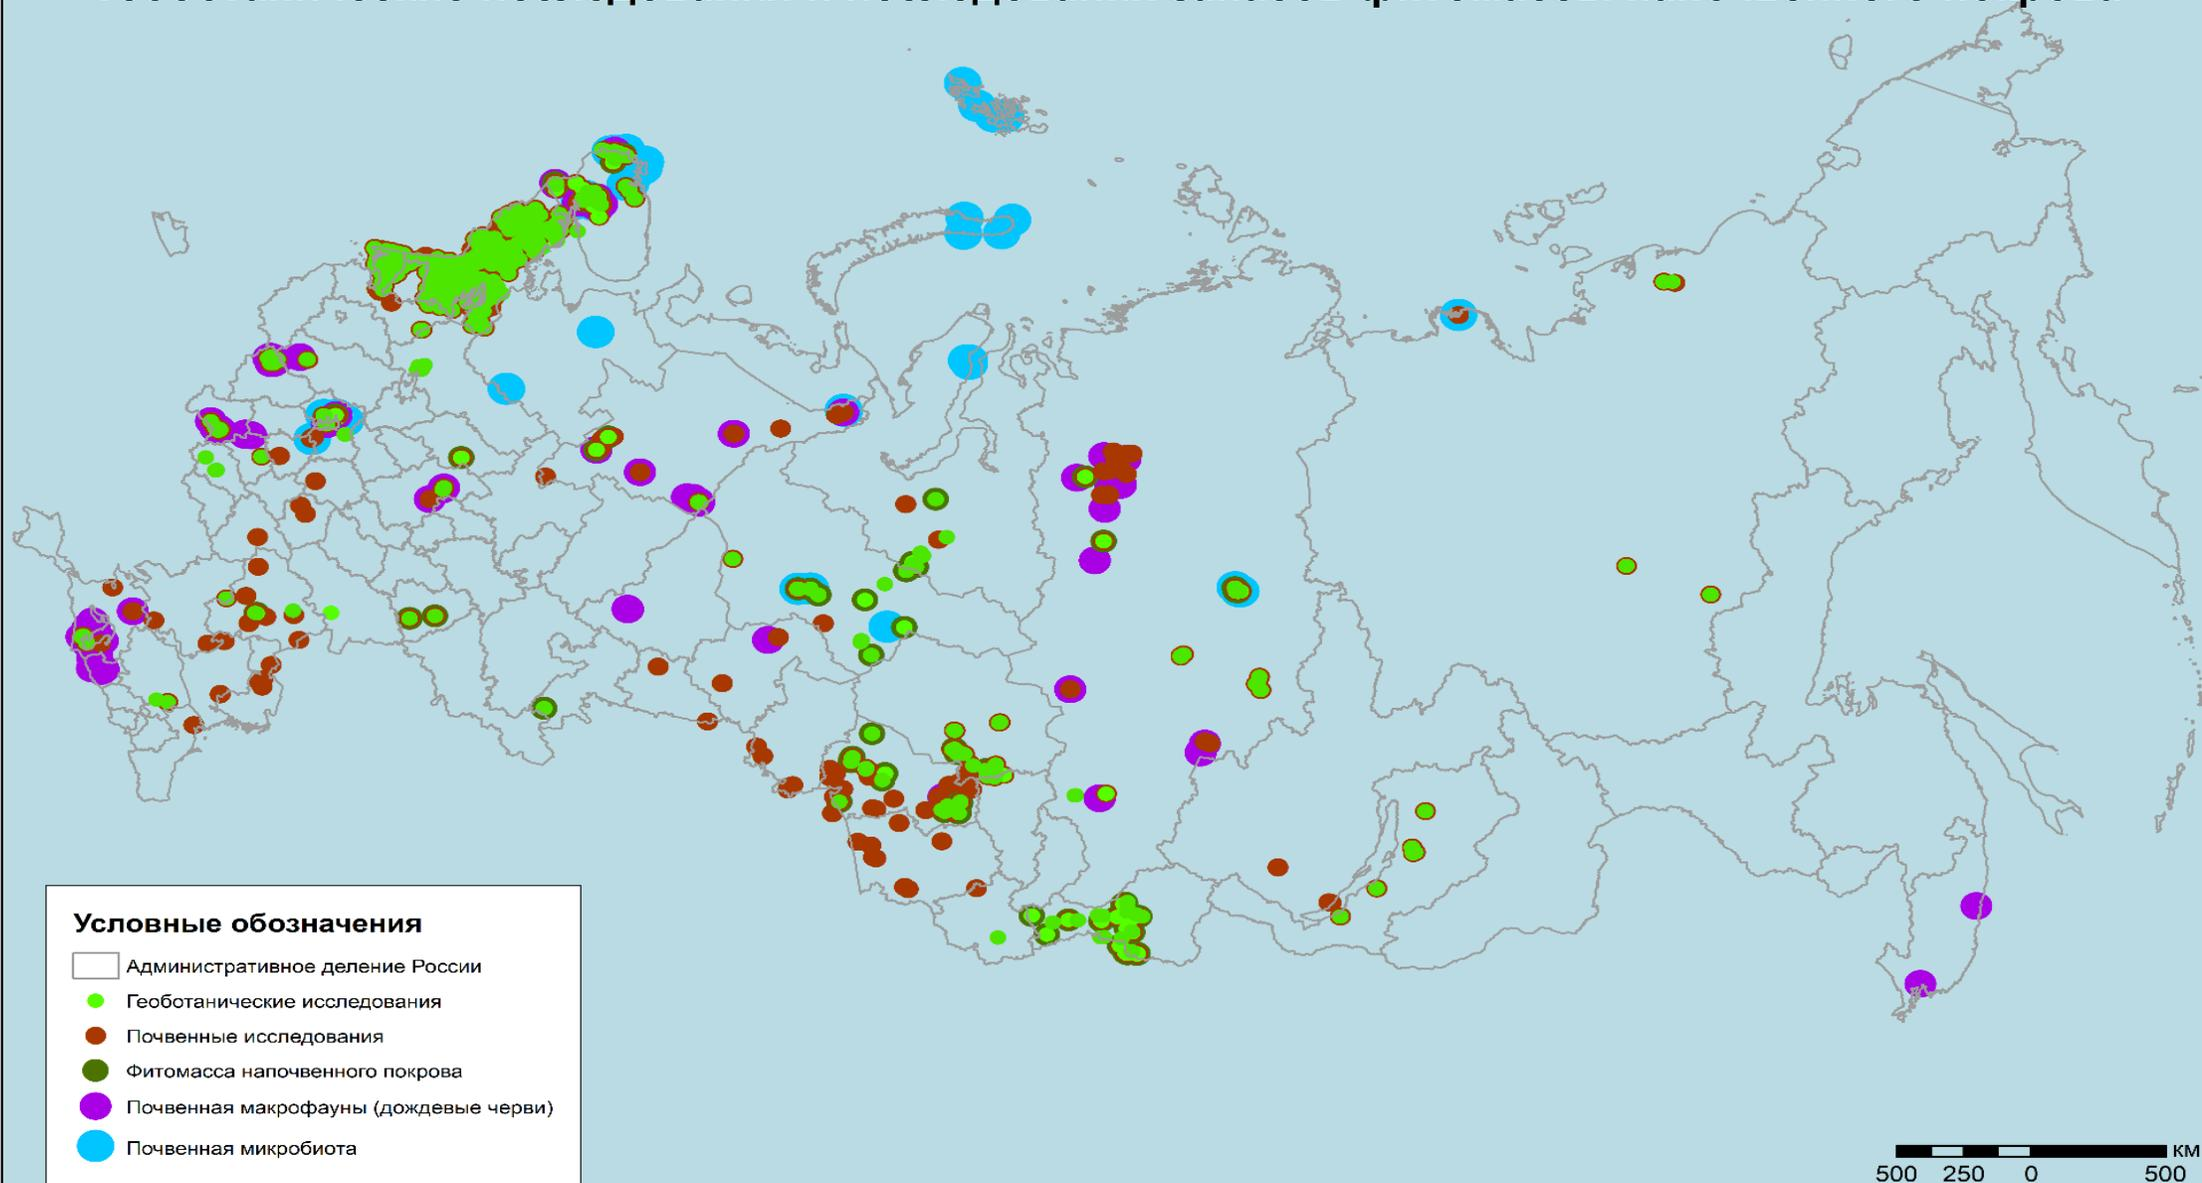 Условные обозначения
Административное деление России
Геоботанические исследования
Почвенные исследования
Фитомасса напочвенного покрова
Почвенная макрофауны (дождевые черви)
Почвенная микробиота
км
500 250 0 500